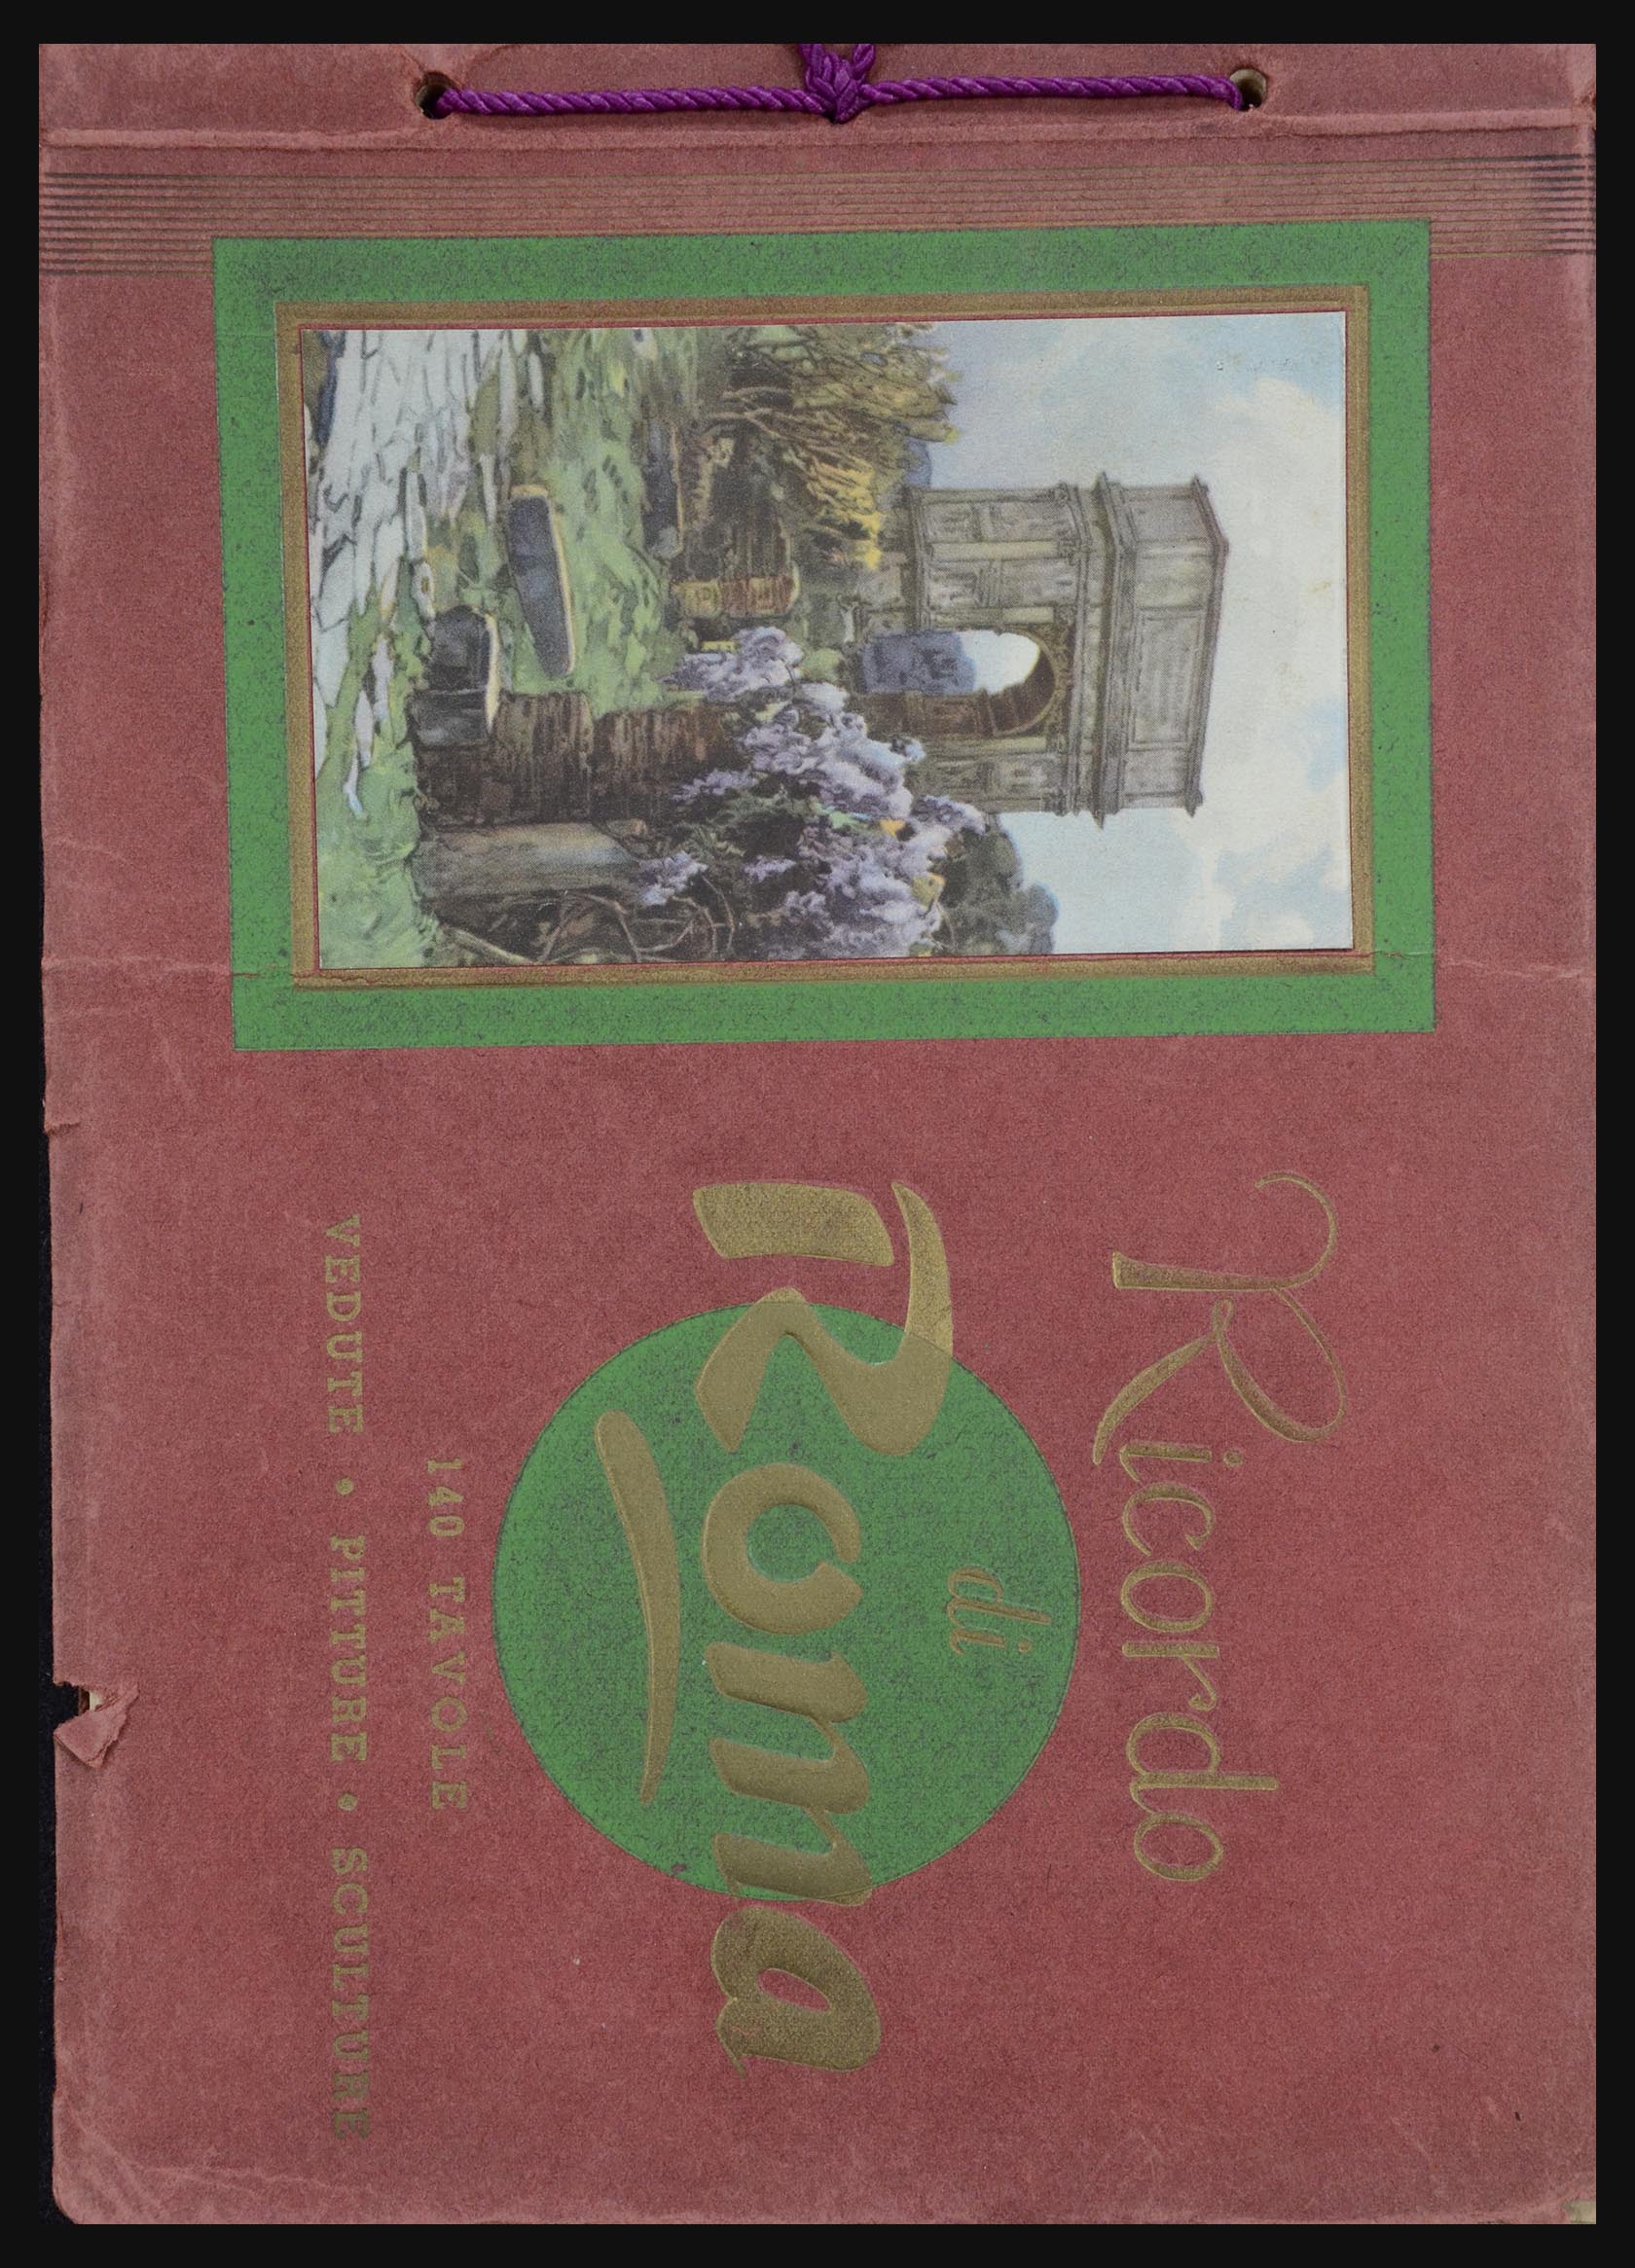 Ricordo
di
Roma
140 TAVOLE
VEDUTE • PITTURE • SCULTURE